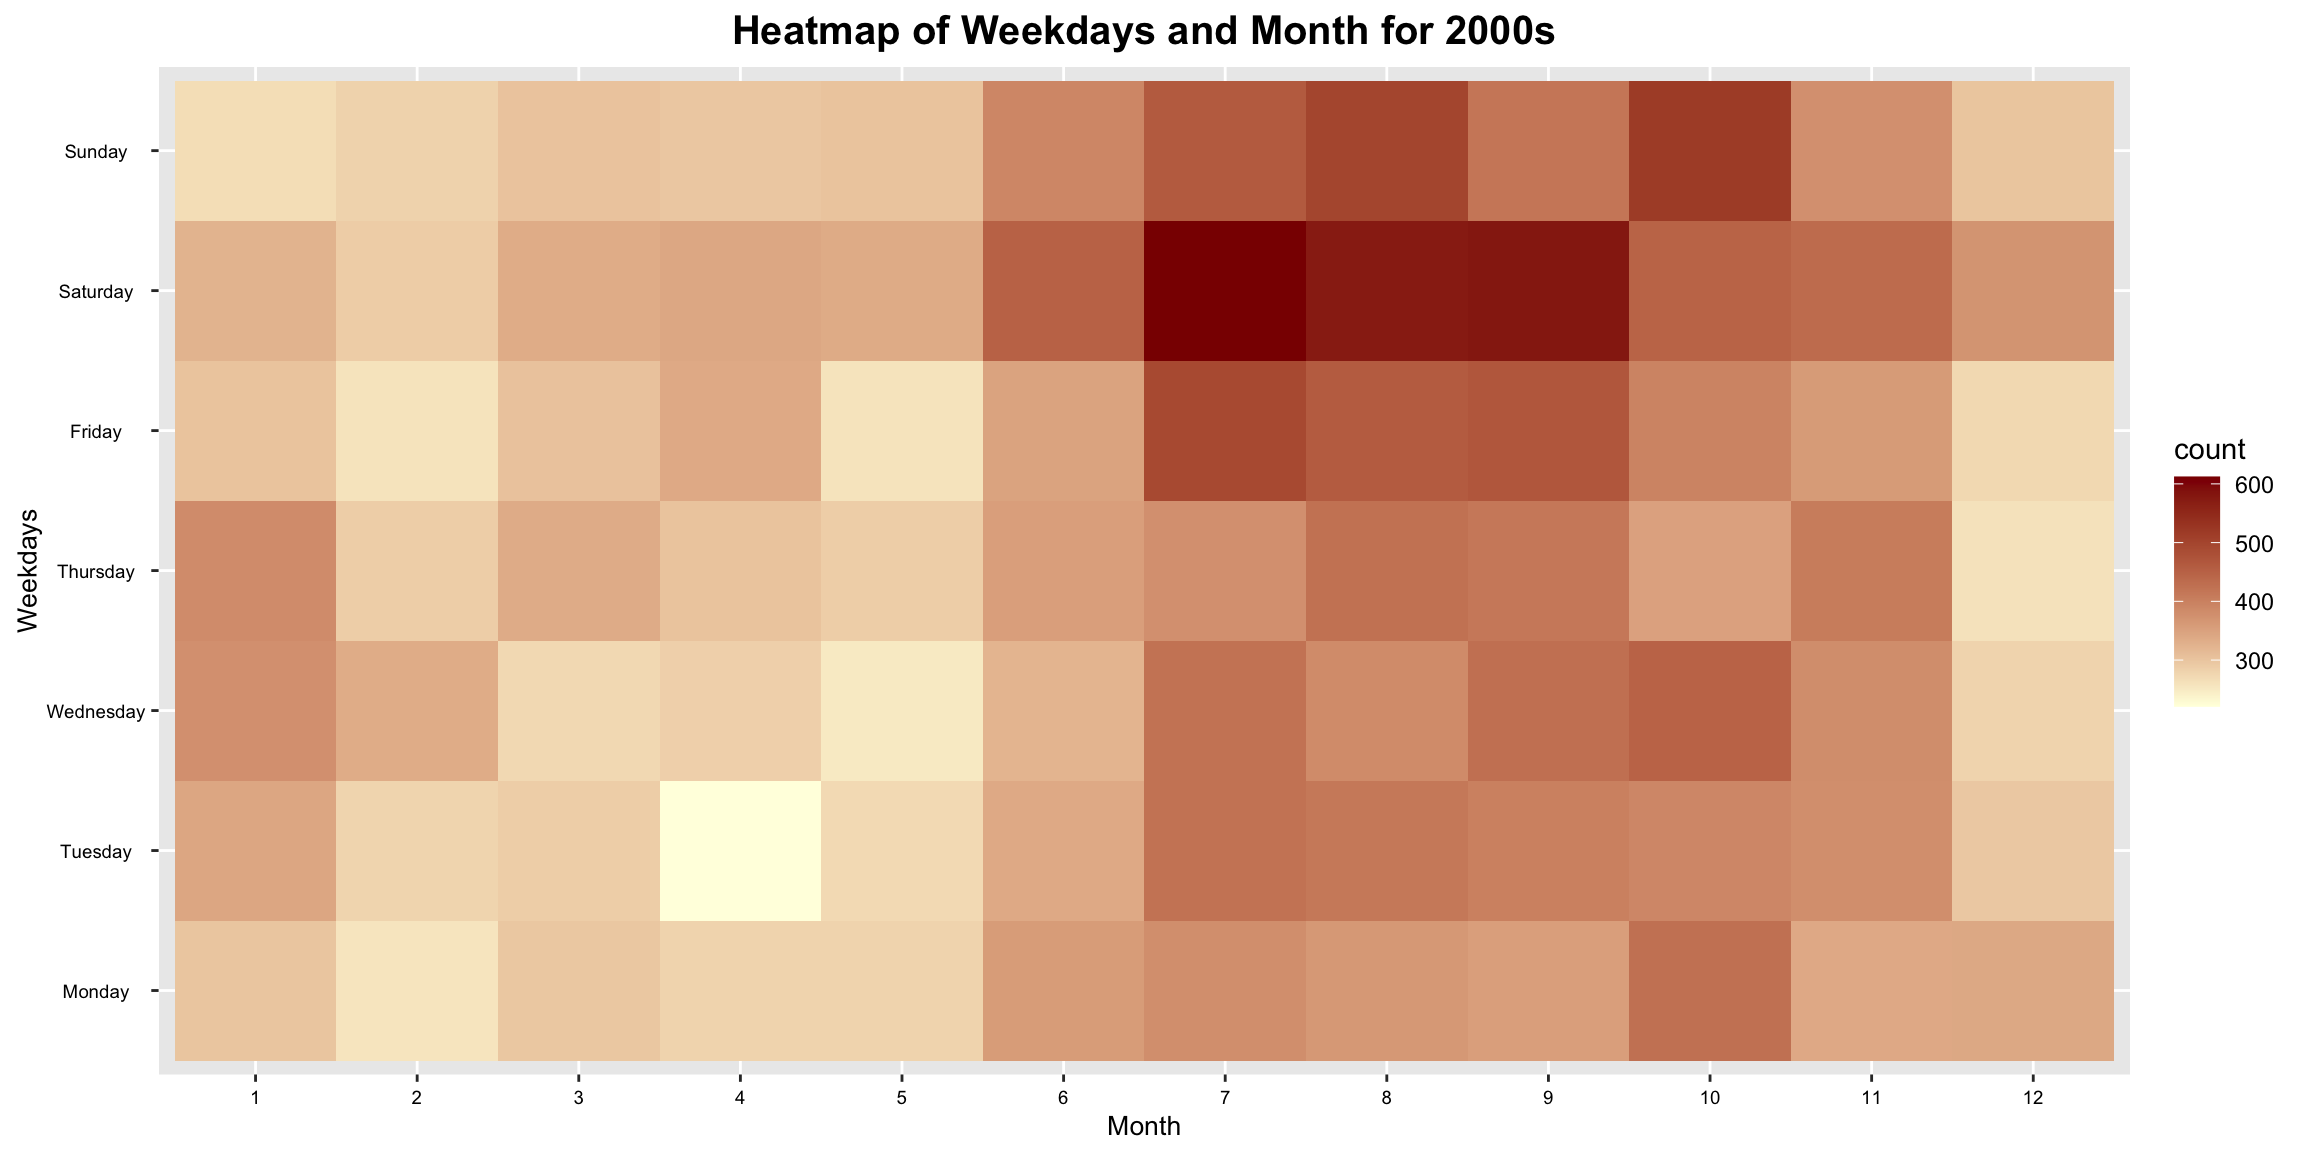 Heatmap of Weekdays and Month for 2000s
Weekdays
Sunday
Saturday
Friday
Thursday
Wednesday
Tuesday
Monday
1 2 3 4 5 6 7 8 9 10 11 12
Month
count
600
500
400
300